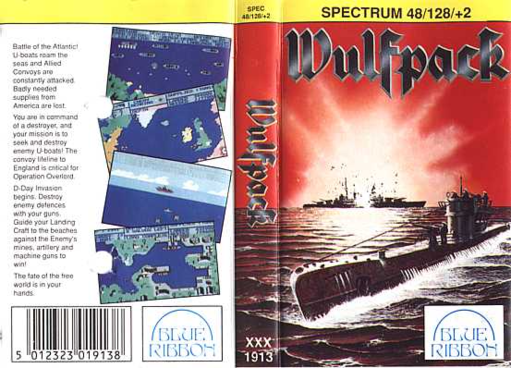 Battle of the Atlantic!
U-boats roam the
seas and Allied
Convoys are
constantly attacked.
Badly needed
supplies from
America are lost.
You are in command
of a destroyer, and
your mission is to
seek and destroy
enemy U-boats! The
convoy lifeline to
England is critical for
Operation Overlord.
D-Day Invasion
begins. Destroy
enemy defences
with your guns.
Guide your Landing
Craft to the beaches
against the Enemy's
mines, artillery and
machine guns to
win!
The fate of the free
world is in your
hands.
5 012323 019138
BLUE
RIBBON
SPEC
48/128/+2
Wulfpack
XXX
1913
SPECTRUM 48/128/+2
Wulfpack
BLUE
RIBBON